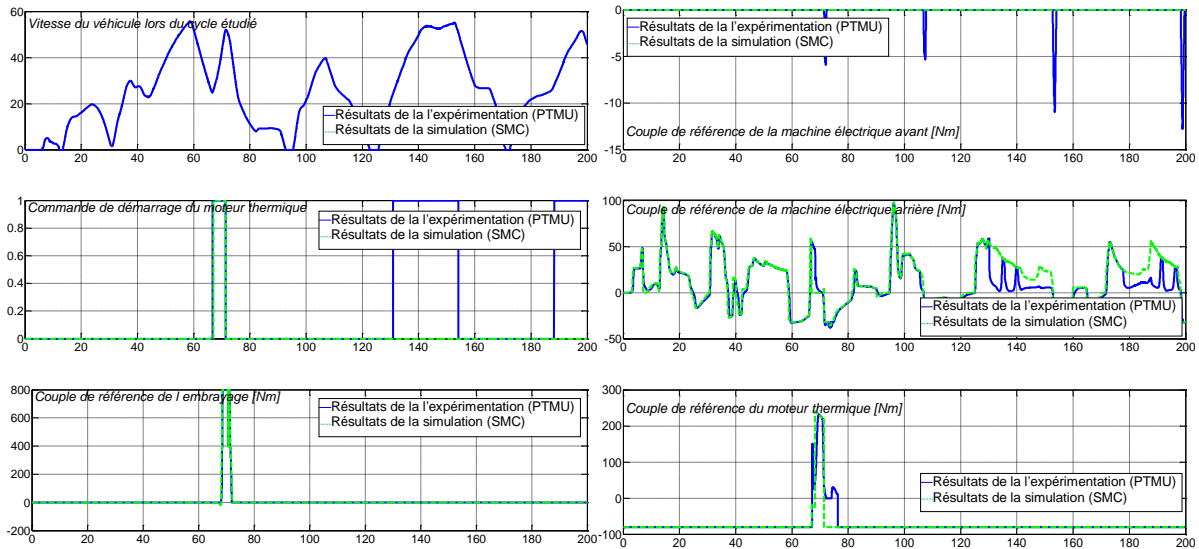 Vitesse du véhicule lors du cycle étudié
60
40
20
0
Résultats de la l'expérimentation (PTMU)
Résultats de la simulation (SMC)
0 20 40 60 80 100 120 140 160 180 200
0
-5
-10
-15
Résultats de la l'expérimentation (PTMU)
Résultats de la simulation (SMC)
Couple de référence de la machine électrique avant [Nm]
0 20 40 60 80 100 120 140 160 180 200
Commande de démarrage du moteur thermique
1
0.8
0.6
0.4
0.2
0
Résultats de la l'expérimentation (PTMU)
Résultats de la simulation (SMC)
0 20 40 60 80 100 120 140 160 180 200
Couple de référence de la machine électrique arrière [Nm]
100
50
0
-50
Résultats de la l'expérimentation (PTMU)
Résultats de la simulation (SMC)
0 20 40 60 80 100 120 140 160 180 200
Couple de référence de l embrayage [Nm]
800
600
400
200
0
-200
Résultats de la l'expérimentation (PTMU)
Résultats de la simulation (SMC)
0 20 40 60 80 100 120 140 160 180 200
Couple de référence du moteur thermique [Nm]
300
200
100
0
-100
Résultats de la l'expérimentation (PTMU)
Résultats de la simulation (SMC)
0 20 40 60 80 100 120 140 160 180 200